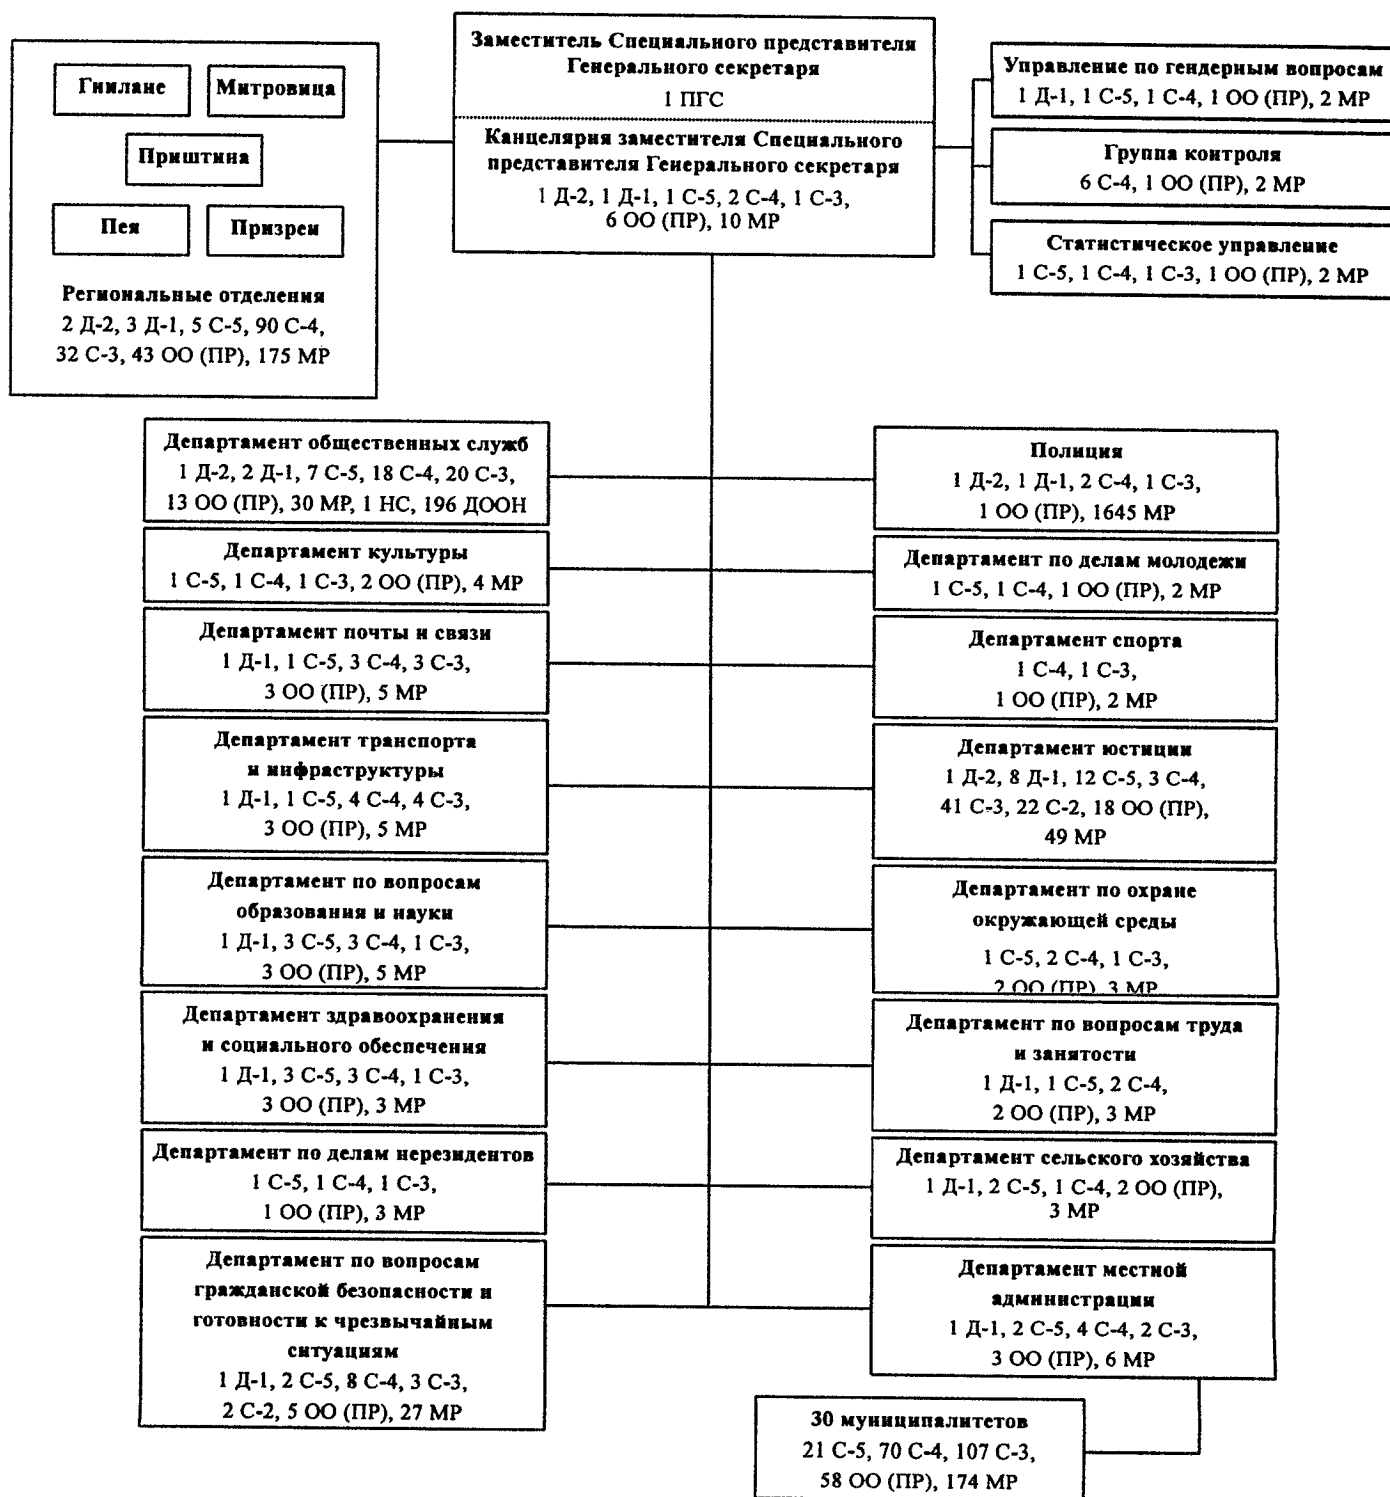 Заместитель Специального представителя
Генерального секретаря
1 ПГС
Канцелярия заместителя Специального
представителя Генерального секретаря
1 Д-2, 1 Д-1, 1 С-5, 2 С-4, 1 С-3,
6 ОО (ПР), 10 МР
Гнилане
Митровица
Приштина
Пея
Призрен
Региональные отделения
2 Д-2, 3 Д-1, 5 С-5, 90 С-4,
32 С-3, 43 ОО (ПР), 175 МР
Управление по гендерным вопросам
1 Д-1, 1 С-5, 1 С-4, 1 ОО (ПР), 2 МР
Группа контроля
6 С-4, 1 ОО (ПР), 2 МР
Статистическое управление
1 С-5, 1 С-4, 1 С-3, 1 ОО (ПР), 2 МР
Департамент общественных служб
1 Д-2, 2 Д-1, 7 С-5, 18 С-4, 20 С-3,
13 ОО (ПР), 30 МР, 1 НС, 196 ДООН
Департамент культуры
1 С-5, 1 С-4, 1 С-3, 2 ОО (ПР), 4 МР
Департамент почты и связи
1 Д-1, 1 С-5, 3 С-4, 3 С-3,
3 ОО (ПР), 5 МР
Департамент транспорта
и инфраструктуры
1 Д-1, 1 С-5, 4 С-4, 4 С-3,
3 ОО (ПР), 5 МР
Департамент по вопросам
образования и науки
1 Д-1, 3 С-5, 3 С-4, 1 С-3,
3 ОО (ПР), 5 МР
Департамент здравоохранения
и социального обеспечения
1 Д-1, 3 С-5, 3 С-4, 1 С-3,
3 ОО (ПР), 3 МР
Департамент по делам нерезидентов
1 С-5, 1 С-4, 1 С-3,
1 ОО (ПР), 3 МР
Департамент по вопросам
гражданской безопасности и
готовности к чрезвычайным
ситуациям
1 Д-1, 2 С-5, 8 С-4, 3 С-3,
2 С-2, 5 ОО (ПР), 27 МР
Полиция
1 Д-2, 1 Д-1, 2 С-4, 1 С-3,
1 ОО (ПР), 1645 МР
Департамент по делам молодежи
1 С-5, 1 С-4, 1 ОО (ПР), 2 МР
Департамент спорта
1 С-4, 1 С-3,
1 ОО (ПР), 2 МР
Департамент юстиции
1 Д-2, 8 Д-1, 12 С-5, 3 С-4,
41 С-3, 22 С-2, 18 ОО (ПР),
49 МР
Департамент по охране
окружающей среды
1 С-5, 2 С-4, 1 С-3,
2 ОО (ПР), 3 МР
Департамент по вопросам труда
и занятости
1 Д-1, 1 С-5, 2 С-4,
2 ОО (ПР), 3 МР
Департамент сельского хозяйства
1 Д-1, 2 С-5, 1 С-4, 2 ОО (ПР),
3 МР
Департамент местной
администрации
1 Д-1, 2 С-5, 4 С-4, 2 С-3,
3 ОО (ПР), 6 МР
30 муниципалитетов
21 С-5, 70 С-4, 107 С-3,
58 ОО (ПР), 174 МР